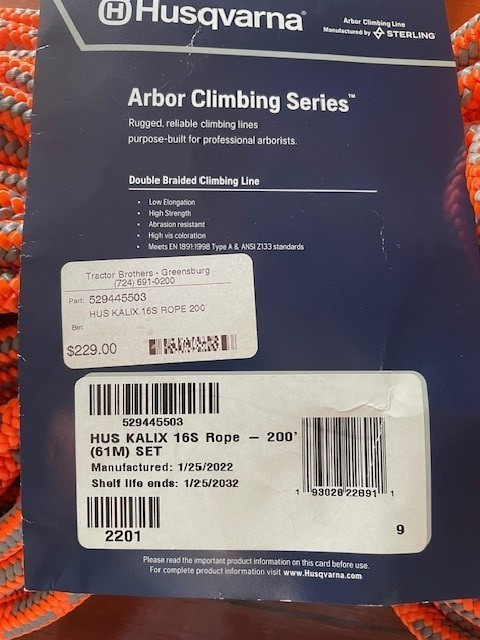 Husqvarna®
Arbor Climbing Line
Manufactured by STERLING
Arbor Climbing Series™
Rugged, reliable climbing lines
purpose-built for professional arborists.
Double Braided Climbing Line
• Low Elongation
• High Strength
• Abrasion resistant
• High vis coloration
• Meets EN 1891:1998 Type A & ANSI Z133 standards
Tractor Brothers - Greensburg
(724) 691-0200
Part: 529445503
HUS KALIX 16S ROPE 200'
Bin:
$229.00
529445503
HUS KALIX 16S Rope – 200'
(61M) SET
Manufactured: 1/25/2022
Shelf life ends: 1/25/2032
1 93028 22891 1
2201
9
Please read the important product information on this card before use.
For complete product information visit www.Husqvarna.com